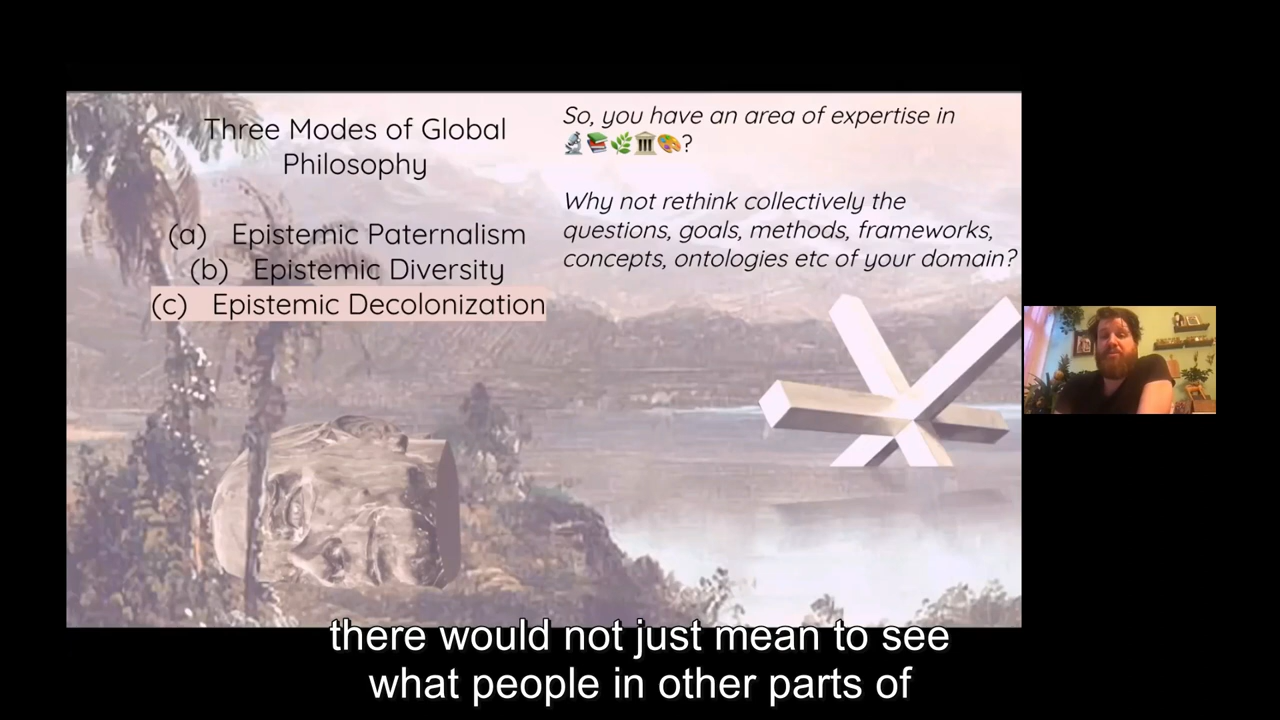 Three Modes of Global
Philosophy
(a) Epistemic Paternalism
(b) Epistemic Diversity
(c) Epistemic Decolonization
So, you have an area of expertise in
🔬📚🌿🏛️🎨?
Why not rethink collectively the
questions, goals, methods, frameworks,
concepts, ontologies etc of your domain?
there would not just mean to see
what people in other parts of